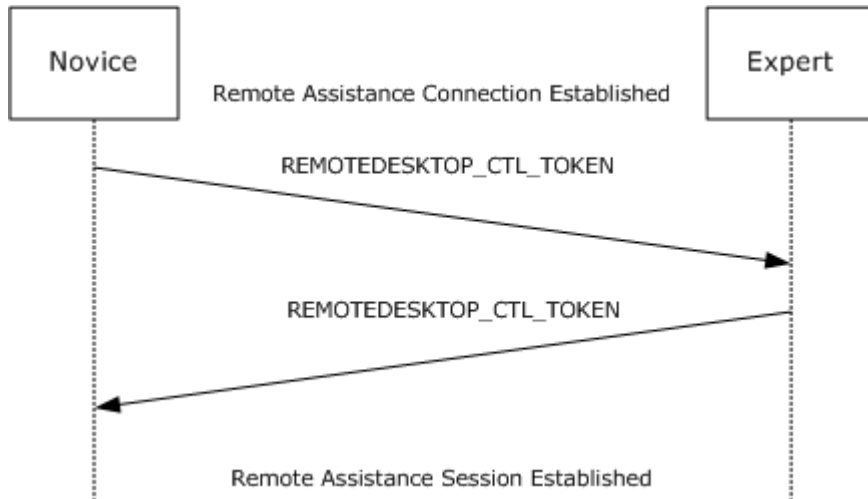 Novice
Expert
Remote Assistance Connection Established
REMOTEDESKTOP_CTL_TOKEN
REMOTEDESKTOP_CTL_TOKEN
Remote Assistance Session Established